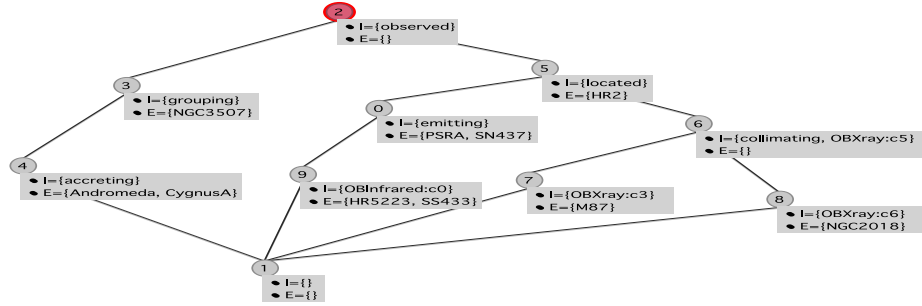 2
• I={observed}
• E={}
5
• I={located}
• E={HR2}
3
• I={grouping}
• E={NGC3507}
0
• I={emitting}
• E={PSRA, SN437}
6
• I={collimating, OBXray:c5}
• E={}
4
• I={accreting}
• E={Andromeda, CygnusA}
9
• I={OBInfrared:c0}
• E={HR5223, SS433}
7
• I={OBXray:c3}
• E={M87}
8
• I={OBXray:c6}
• E={NGC2018}
1
• I={}
• E={}